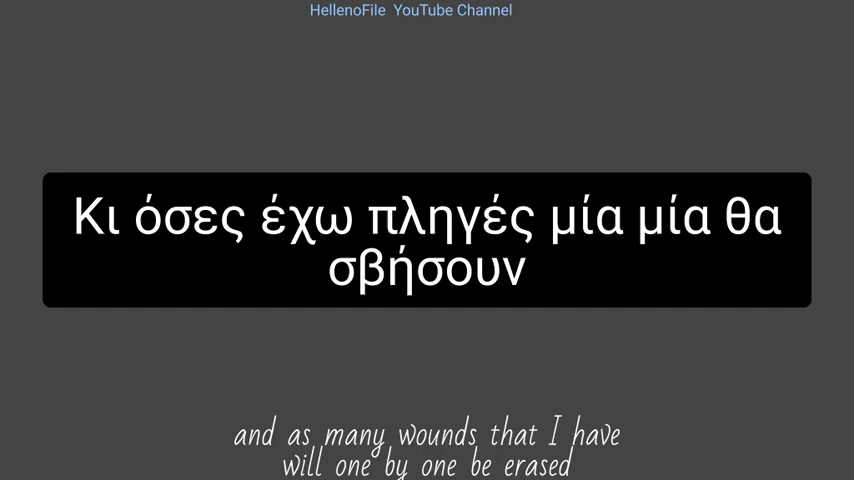 HellenoFile YouTube Channel
Κι όσες έχω πληγές μία μία θα
σβήσουν
and as many wounds that I have
will one by one be erased